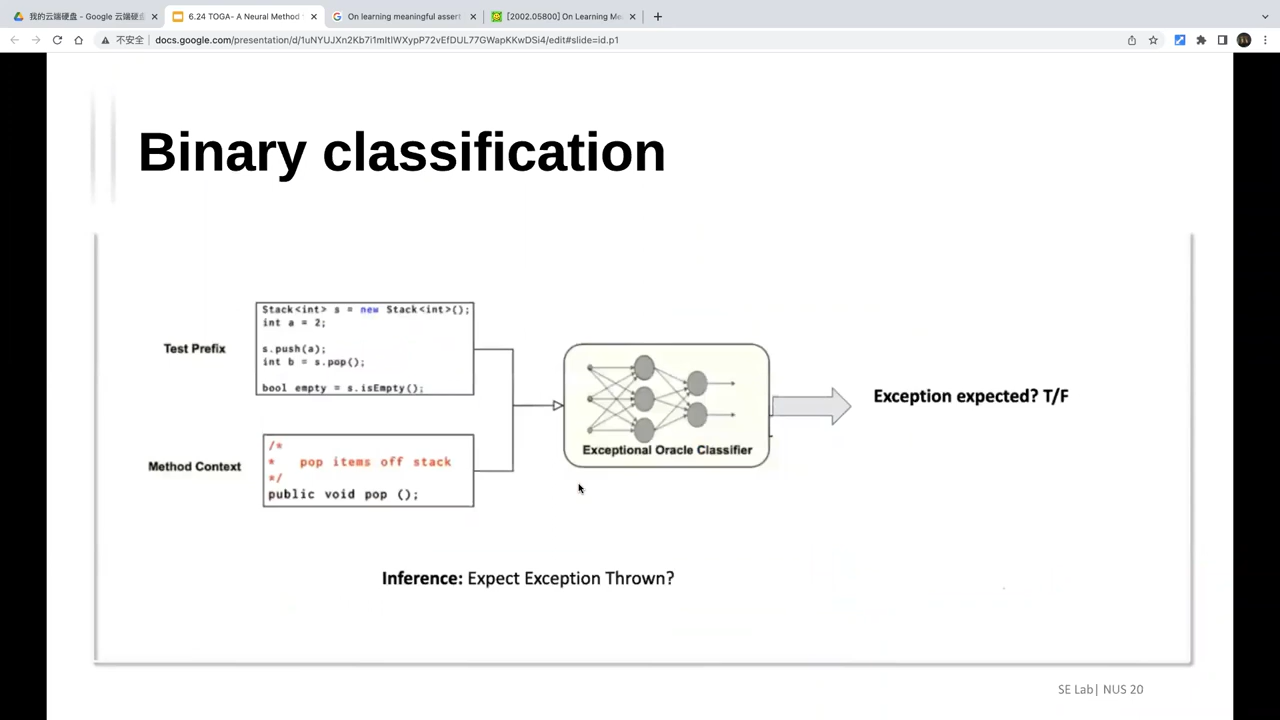 我的云端硬盘 - Google 云端硬盘
6.24 TOGA- A Neural Method
On learning meaningful assert
[2002.05800] On Learning Me
不安全
docs.google.com/presentation/d/1uNYUJXn2Kb7i1mItIWXypP72vEfDUL77GWapKKwDSi4/edit#slide=id.p1
Binary classification
Test Prefix
Stack<int> s = new Stack<int>();
int a = 2;
s.push(a);
int b = s.pop();
bool empty = s.isEmpty();
Method Context
/*
* pop items off stack
*/
public void pop ();
Exceptional Oracle Classifier
Exception expected? T/F
Inference: Expect Exception Thrown?
SE Lab| NUS 20